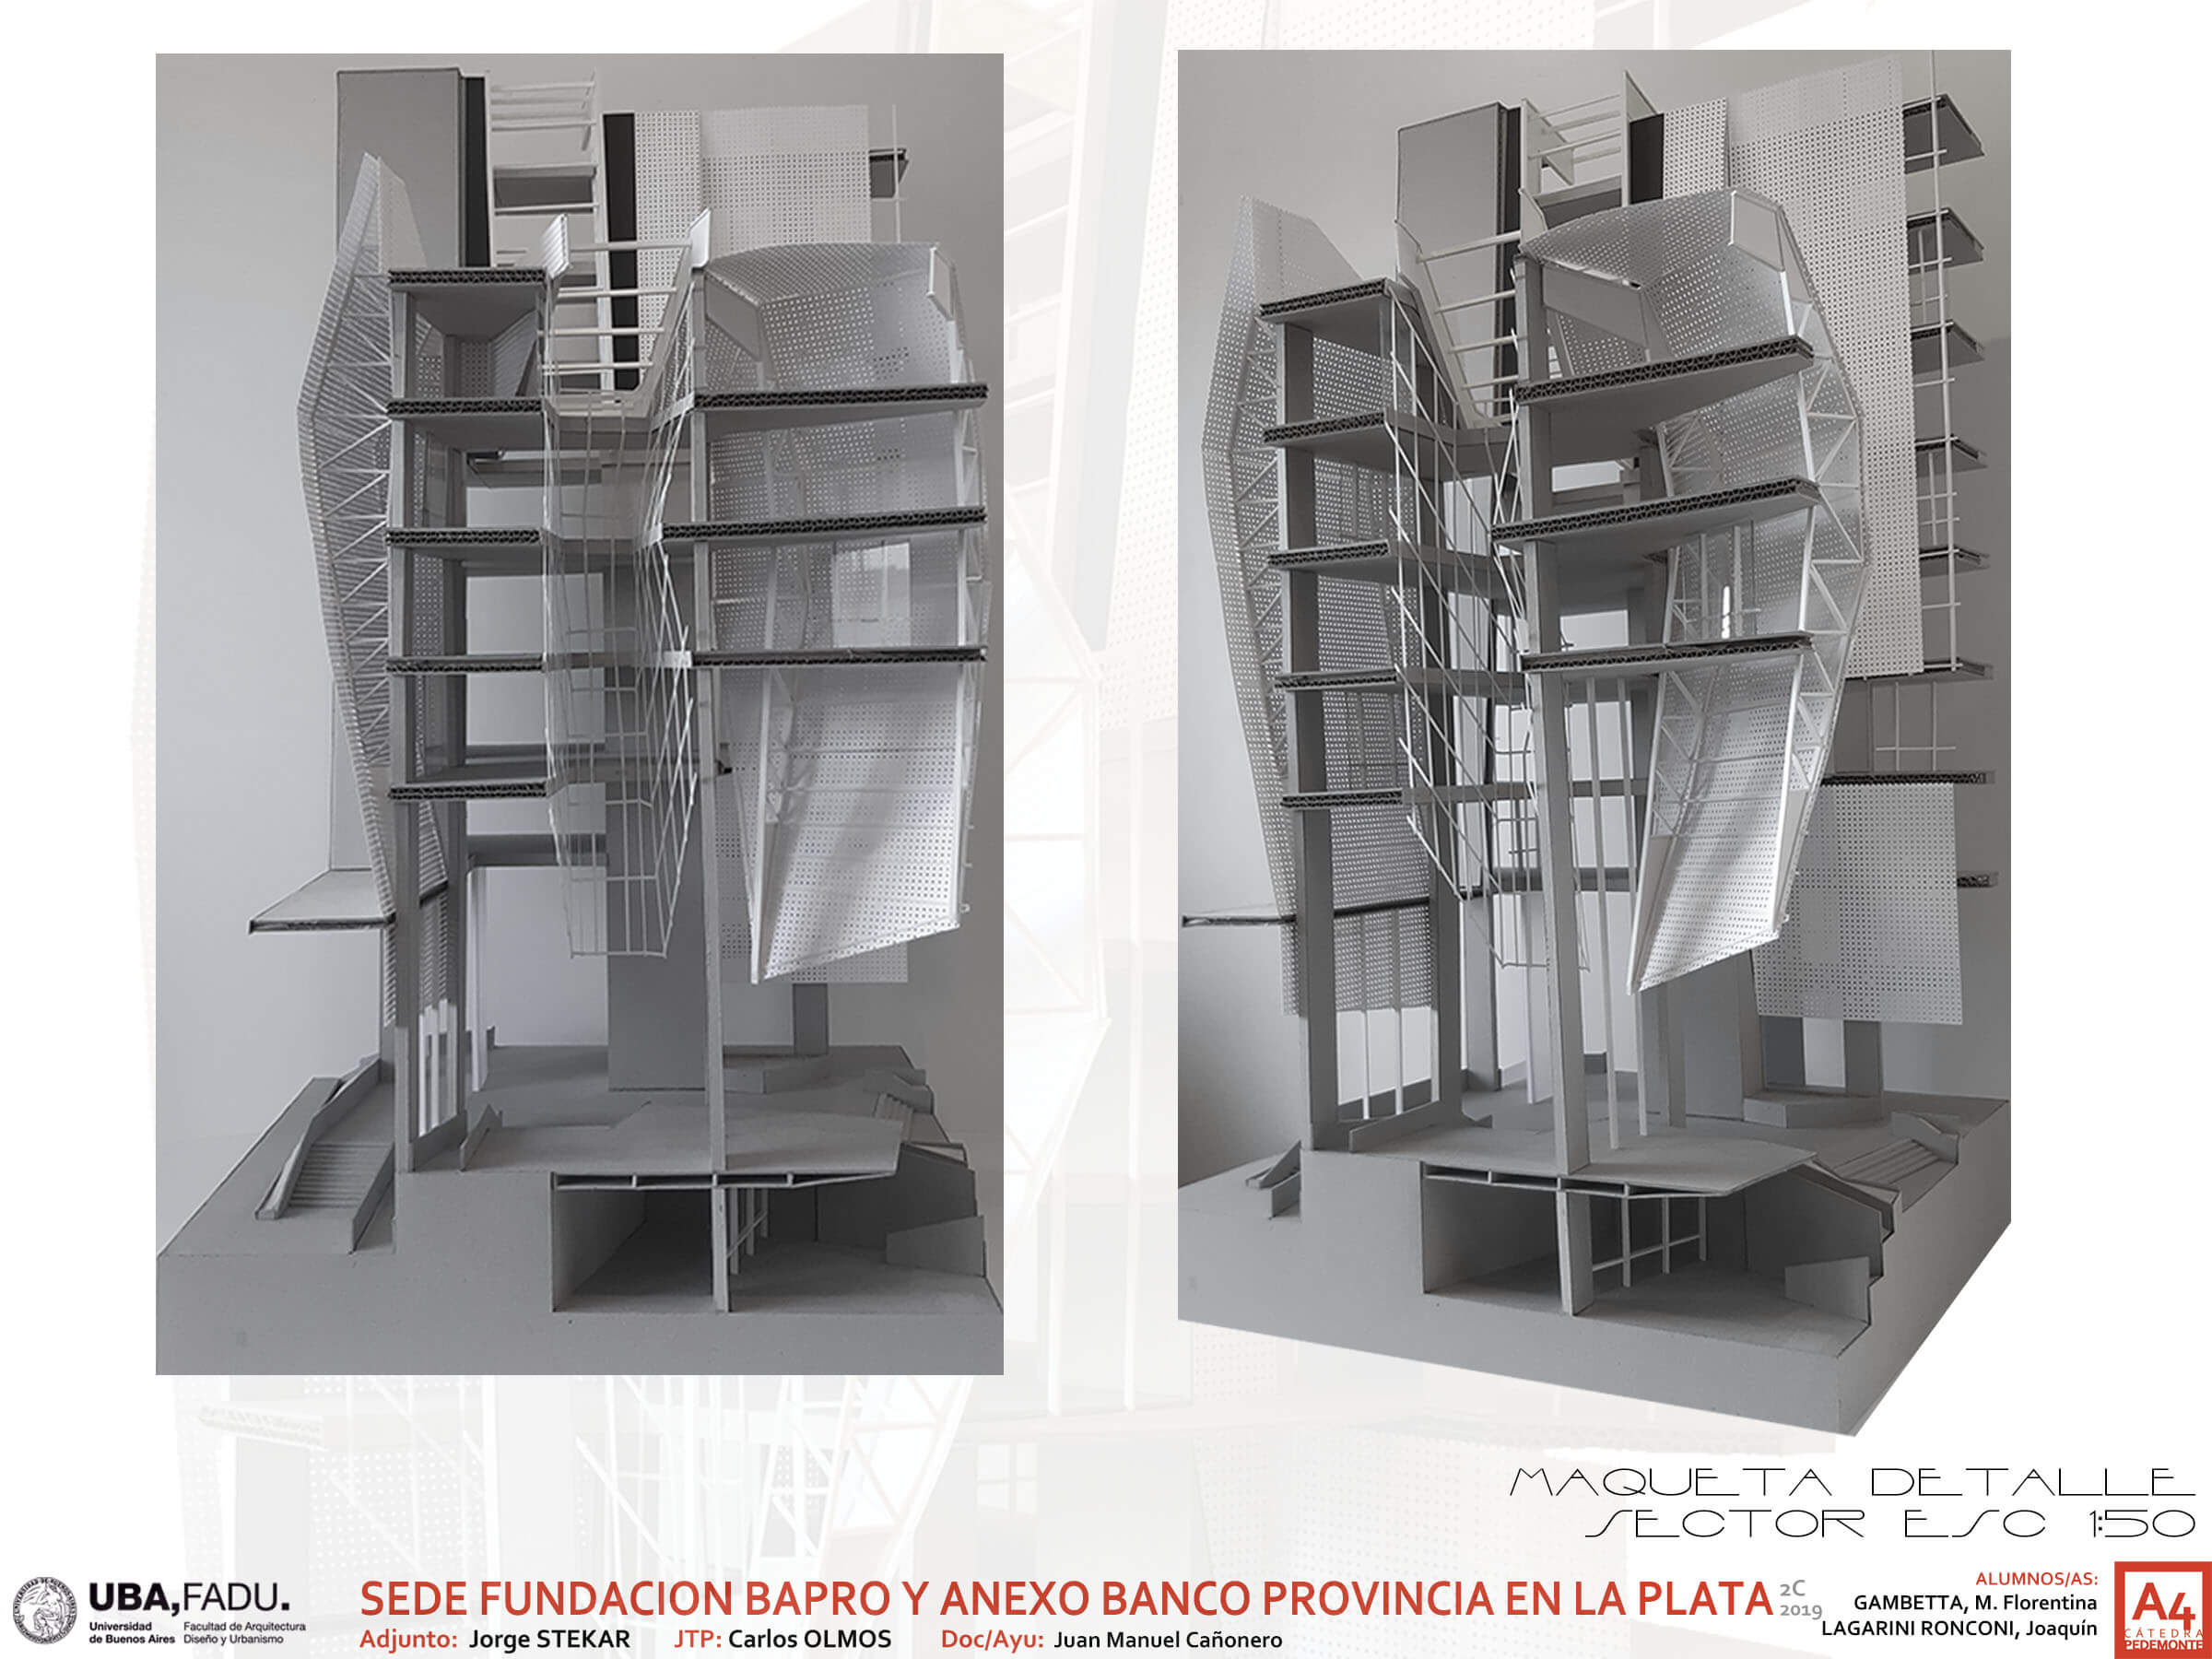 MAQUETA DETALLE
SECTOR ESC 1:50
UBA, FADU.
Universidad de Buenos Aires
Facultad de Arquitectura Diseño y Urbanismo
SEDE FUNDACION BAPRO Y ANEXO BANCO PROVINCIA EN LA PLATA 2C 2019
Adjunto: Jorge STEKAR JTP: Carlos OLMOS Doc/Ayu: Juan Manuel Cañonero
ALUMNOS/AS:
GAMBETTA, M. Florentina
LAGARINI RONCONI, Joaquín
A4
CÁTEDRA
PEDEMONTE